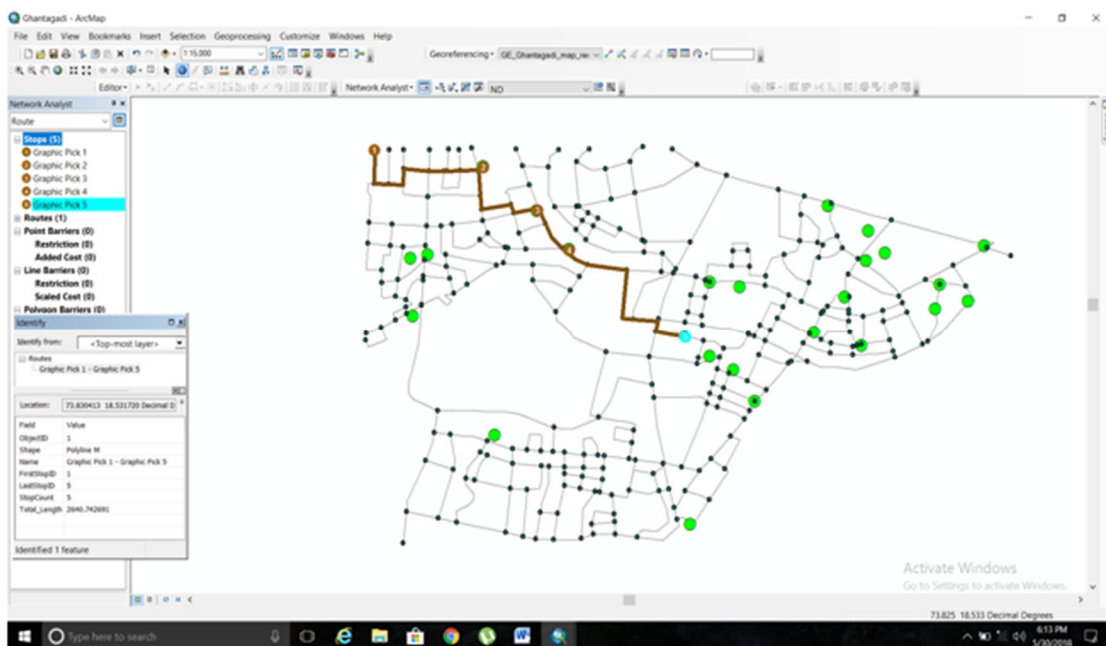 Ghantagadi - ArcMap
File Edit View Bookmarks Insert Selection Geoprocessing Customize Windows Help
1:15,000 Georeferencing
Editor Network Analyst ND
Network Analyst
Route
Stops (5)
Graphic Pick 1
Graphic Pick 2
Graphic Pick 3
Graphic Pick 4
Graphic Pick 5
Routes (1)
Point Barriers (0)
Restriction (0)
Added Cost (0)
Line Barriers (0)
Restriction (0)
Scaled Cost (0)
Polygon Barriers (0)
Identify
Identify from: <Top-most layer>
Routes
Graphic Pick 1 - Graphic Pick 5
Location: 73.830413 18.531720 Decimal D
Field Value
ObjectID 1
Shape Polyline M
Name Graphic Pick 1 - Graphic Pick 5
FirstStopID 1
LastStopID 5
StopCount 5
Total_Length 2640.742691
Identified 1 feature
Activate Windows
Go to Settings to activate Windows.
73.825 18.533 Decimal Degrees
Type here to search
6:13 PM
5/30/2018